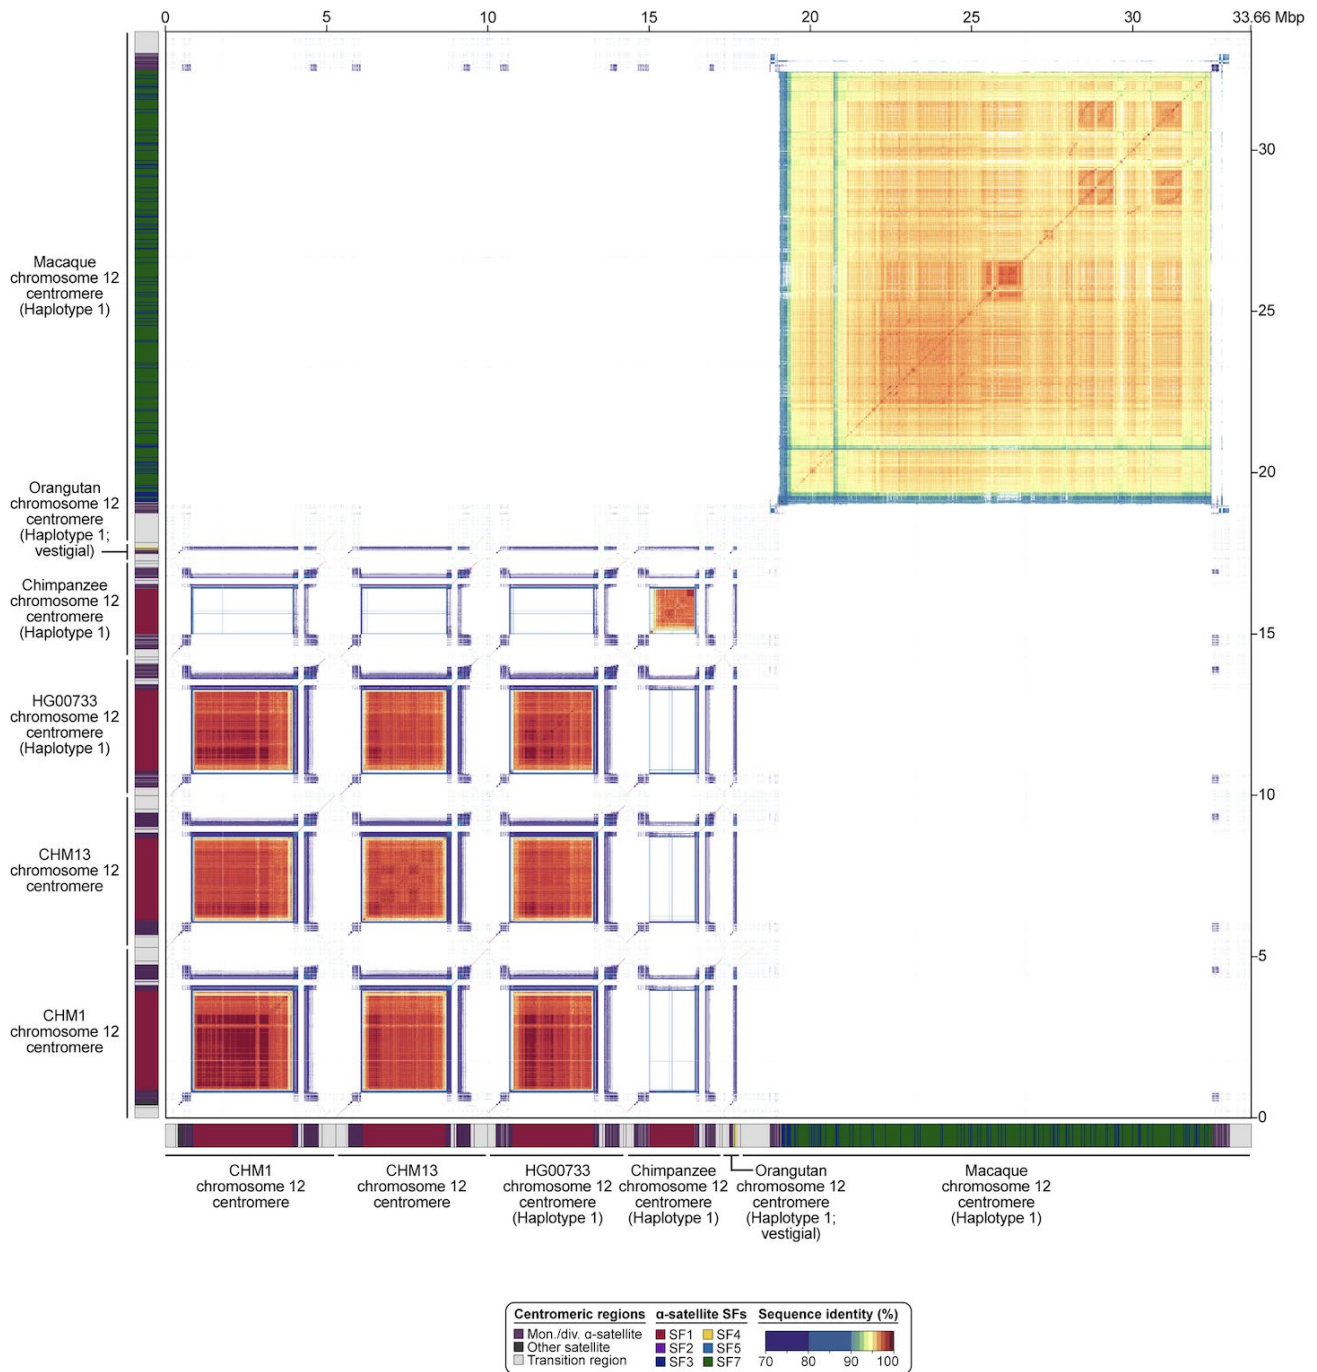 0 5 10 15 20 25 30 33.66 Mbp
30
25
20
15
10
5
0
Macaque
chromosome 12
centromere
(Haplotype 1)
Orangutan
chromosome 12
centromere
(Haplotype 1;
vestigial)
Chimpanzee
chromosome 12
centromere
(Haplotype 1)
HG00733
chromosome 12
centromere
(Haplotype 1)
CHM13
chromosome 12
centromere
CHM1
chromosome 12
centromere
CHM1
chromosome 12
centromere
CHM13
chromosome 12
centromere
HG00733
chromosome 12
centromere
(Haplotype 1)
Chimpanzee
chromosome 12
centromere
(Haplotype 1)
Orangutan
chromosome 12
centromere
(Haplotype 1;
vestigial)
Macaque
chromosome 12
centromere
(Haplotype 1)
Centromeric regions
Mon./div. α-satellite
Other satellite
Transition region
α-satellite SFs
SF1 SF4
SF2 SF5
SF3 SF7
Sequence identity (%)
70 80 90 100